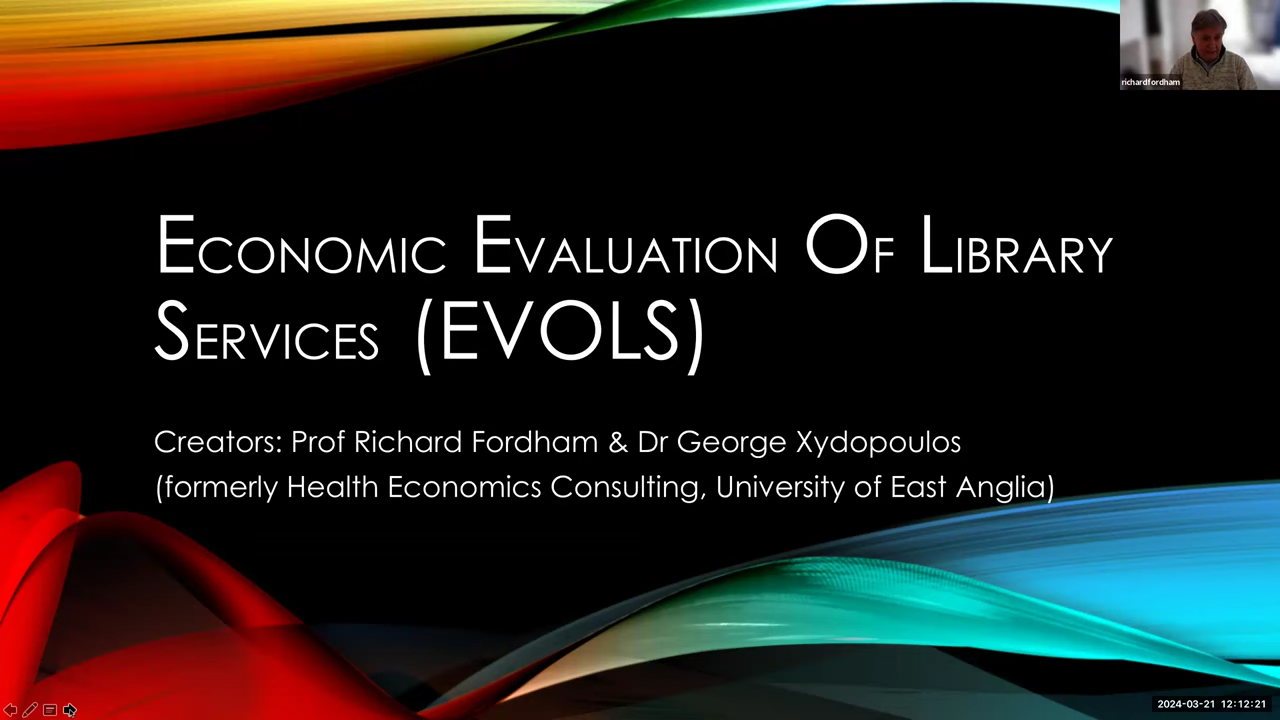 richardfordham
Economic Evaluation Of Library
Services (EVOLS)
Creators: Prof Richard Fordham & Dr George Xydopoulos
(formerly Health Economics Consulting, University of East Anglia)
2024-03-21 12:12:21